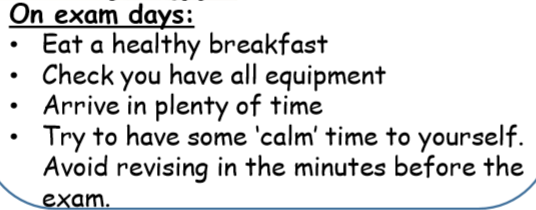 On exam days:
• Eat a healthy breakfast
• Check you have all equipment
• Arrive in plenty of time
• Try to have some 'calm' time to yourself.
Avoid revising in the minutes before the
exam.